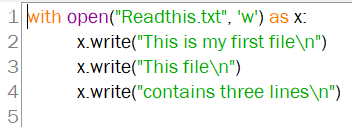 1 with open("Readthis.txt", 'w') as x:
2 x.write("This is my first file\n")
3 x.write("This file\n")
4 x.write("contains three lines\n")
5